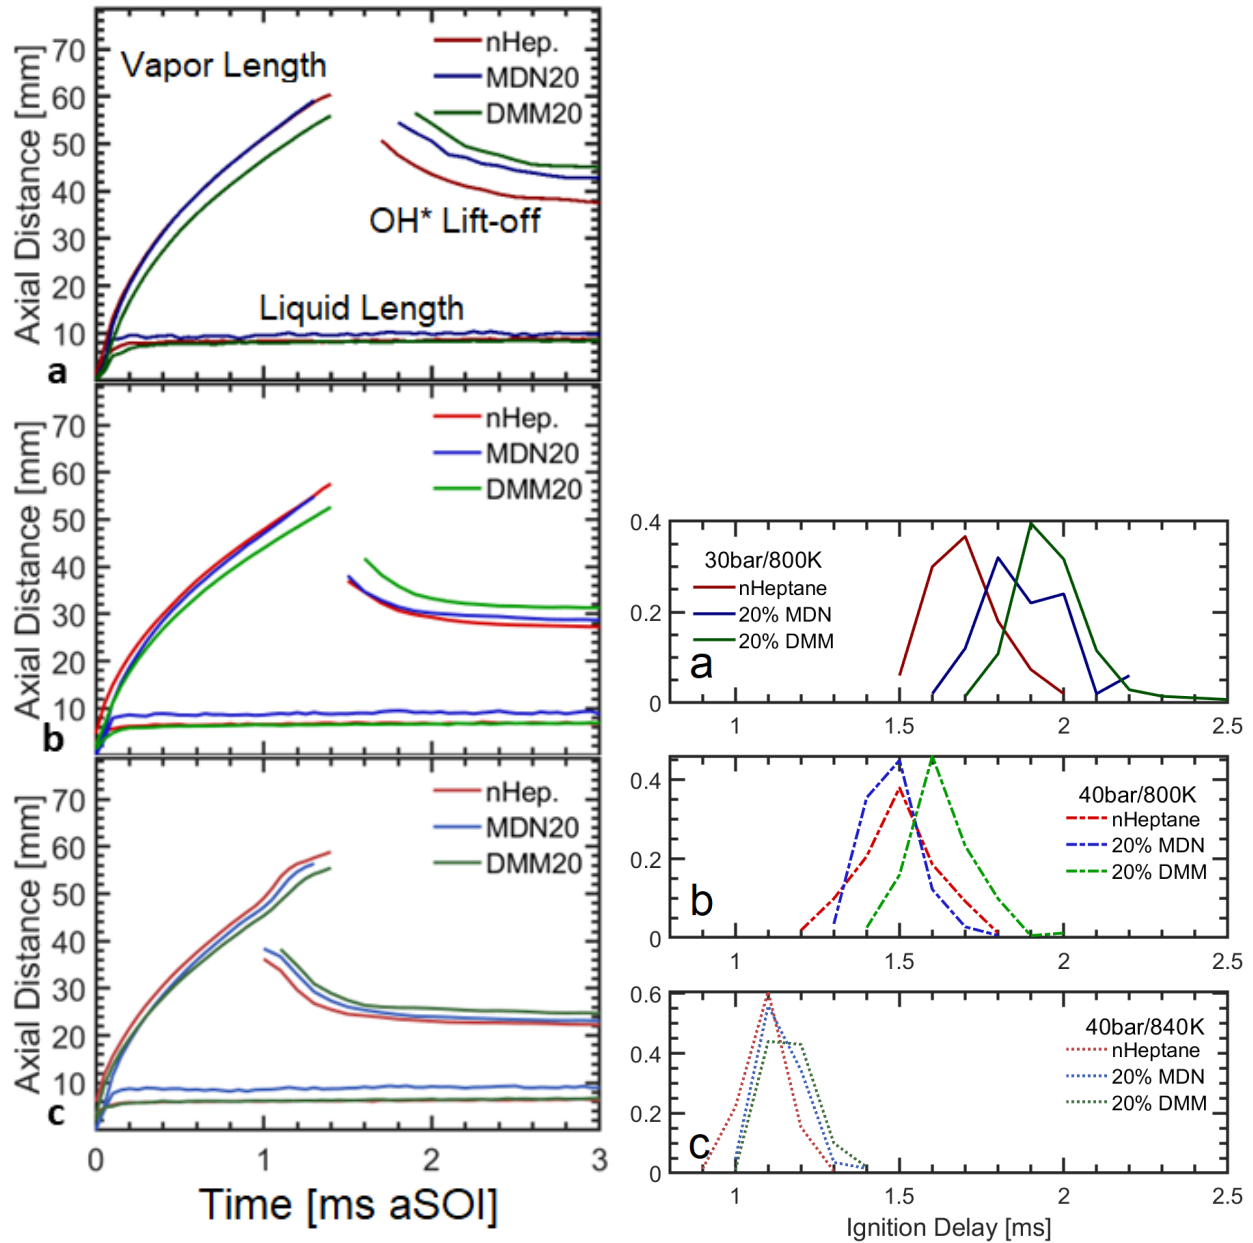 Vapor Length
nHep.
MDN20
DMM20
70
60
50
40
30
20
10
Axial Distance [mm]
OH* Lift-off
Liquid Length
a
nHep.
MDN20
DMM20
70
60
50
40
30
20
10
Axial Distance [mm]
b
nHep.
MDN20
DMM20
70
60
50
40
30
20
10
Axial Distance [mm]
c
0 1 2 3
Time [ms aSOI]
0.4
0.2
0
30bar/800K
nHeptane
20% MDN
20% DMM
a
1 1.5 2 2.5
0.4
0.2
0
40bar/800K
nHeptane
20% MDN
20% DMM
b
1 1.5 2 2.5
0.6
0.4
0.2
0
40bar/840K
nHeptane
20% MDN
20% DMM
c
1 1.5 2 2.5
Ignition Delay [ms]